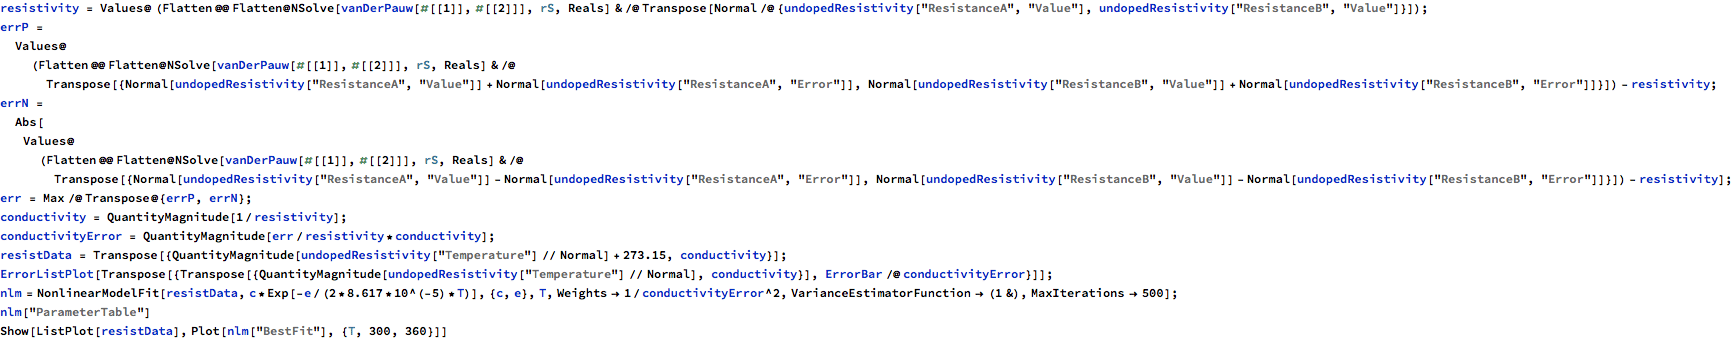 resistivity = Values@ (Flatten@@Flatten@NSolve[vanDerPauw[#[[1]], #[[2]]], rS, Reals] & /@ Transpose[Normal /@ {undopedResistivity["ResistanceA", "Value"], undopedResistivity["ResistanceB", "Value"]}]);
errP =
Values@
(Flatten@@Flatten@NSolve[vanDerPauw[#[[1]], #[[2]]], rS, Reals] & /@
Transpose[{Normal[undopedResistivity["ResistanceA", "Value"]] + Normal[undopedResistivity["ResistanceA", "Error"]], Normal[undopedResistivity["ResistanceB", "Value"]] + Normal[undopedResistivity["ResistanceB", "Error"]]}]) - resistivity;
errN =
Abs[
Values@
(Flatten@@Flatten@NSolve[vanDerPauw[#[[1]], #[[2]]], rS, Reals] & /@
Transpose[{Normal[undopedResistivity["ResistanceA", "Value"]] - Normal[undopedResistivity["ResistanceA", "Error"]], Normal[undopedResistivity["ResistanceB", "Value"]] - Normal[undopedResistivity["ResistanceB", "Error"]]}]) - resistivity];
err = Max /@ Transpose@{errP, errN};
conductivity = QuantityMagnitude[1 / resistivity];
conductivityError = QuantityMagnitude[err / resistivity * conductivity];
resistData = Transpose[{QuantityMagnitude[undopedResistivity["Temperature"] // Normal] + 273.15, conductivity}];
ErrorListPlot[Transpose[{Transpose[{QuantityMagnitude[undopedResistivity["Temperature"] // Normal], conductivity}], ErrorBar /@ conductivityError}]];
nlm = NonlinearModelFit[resistData, c * Exp[-e / (2 * 8.617 * 10^(-5) * T)], {c, e}, T, Weights → 1 / conductivityError^2, VarianceEstimatorFunction → (1 &), MaxIterations → 500];
nlm["ParameterTable"]
Show[ListPlot[resistData], Plot[nlm["BestFit"], {T, 300, 360}]]